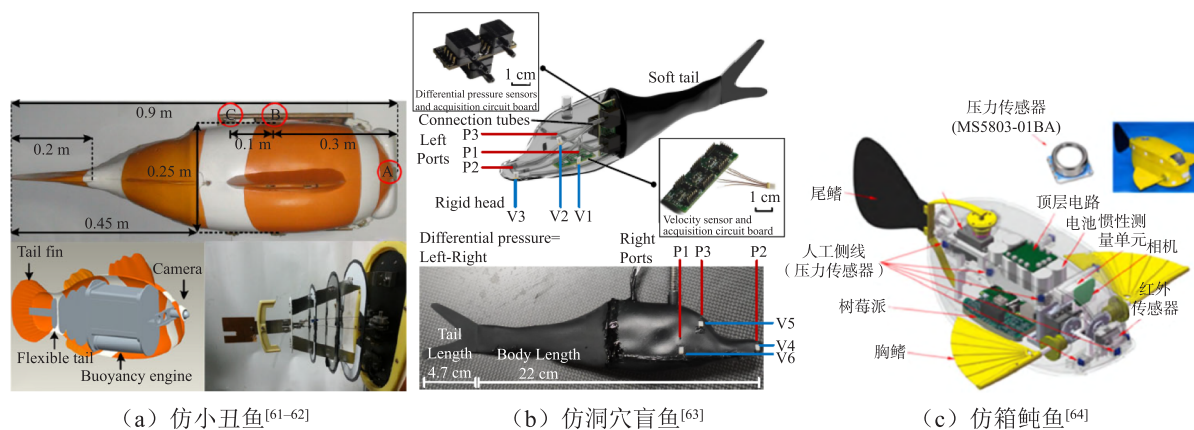 0.9 m
C
B
0.2 m
0.1 m
0.3 m
A
0.25 m
0.45 m
Tail fin
Camera
Flexible tail
Buoyancy engine
(a) 仿小丑鱼[61–62]
1 cm
Differential pressure sensors
and acquisition circuit board
Soft tail
Connection tubes
Left
Ports
P3
P1
P2
Rigid head
V3
V2
V1
1 cm
Velocity sensor and
acquisition circuit board
Differential pressure=
Left-Right
Right
Ports
P1
P3
P2
V5
V4
V6
Tail
Length
4.7 cm
Body Length
22 cm
(b) 仿洞穴盲鱼[63]
压力传感器
(MS5803-01BA)
尾鳍
顶层电路
电池
惯性测
量单元
相机
人工侧线
(压力传感器)
红外
传感器
树莓派
胸鳍
(c) 仿箱鲀鱼[64]